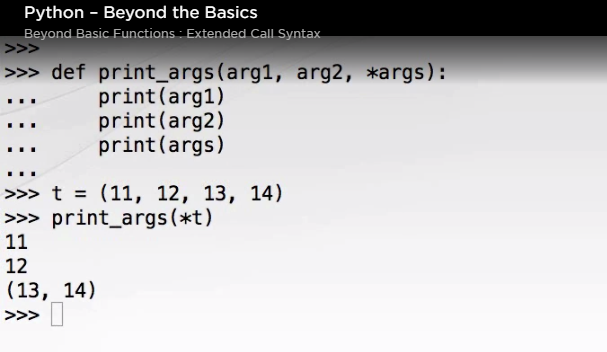 Python – Beyond the Basics
Beyond Basic Functions : Extended Call Syntax
>>>
>>> def print_args(arg1, arg2, *args):
...     print(arg1)
...     print(arg2)
...     print(args)
...
>>> t = (11, 12, 13, 14)
>>> print_args(*t)
11
12
(13, 14)
>>>